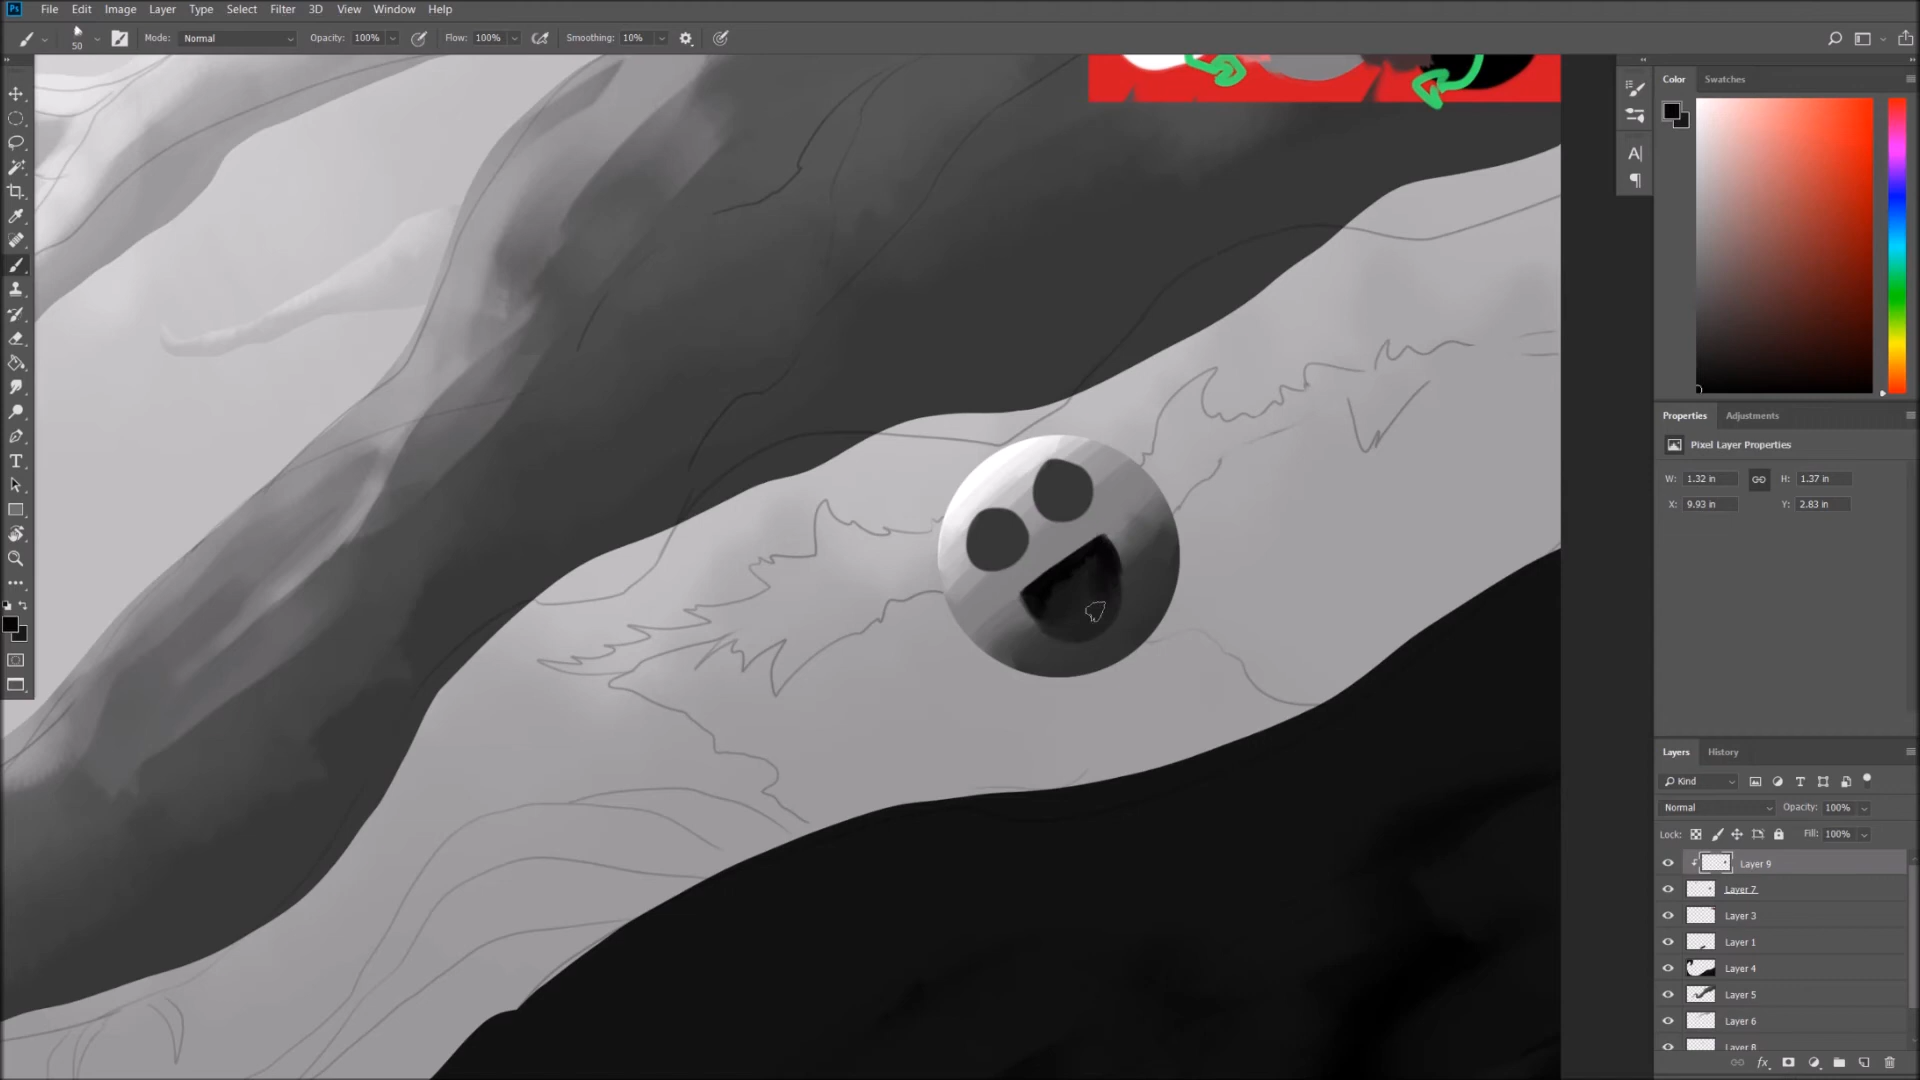 Ps File Edit Image Layer Type Select Filter 3D View Window Help
50 Mode: Normal Opacity: 100% Flow: 100% Smoothing: 10%
Color Swatches
Properties Adjustments
Pixel Layer Properties
W: 1.32 in H: 1.37 in
X: 9.93 in Y: 2.83 in
Layers History
Kind
Normal Opacity: 100%
Lock: Fill: 100%
Layer 9
Layer 7
Layer 3
Layer 1
Layer 4
Layer 5
Layer 6
Layer 8